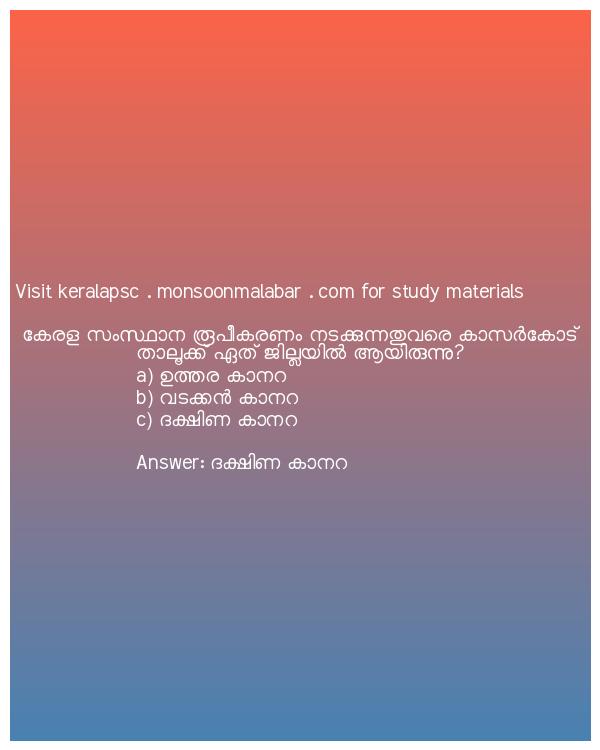 Visit keralapsc . monsoonmalabar . com for study materials
കേരള സംസ്ഥാന രൂപീകരണം നടക്കുന്നതുവരെ കാസർകോട്
താലൂക്ക് ഏത് ജില്ലയിൽ ആയിരുന്നു?
a) ഉത്തര കാനറ
b) വടക്കൻ കാനറ
c) ദക്ഷിണ കാനറ
Answer: ദക്ഷിണ കാനറ